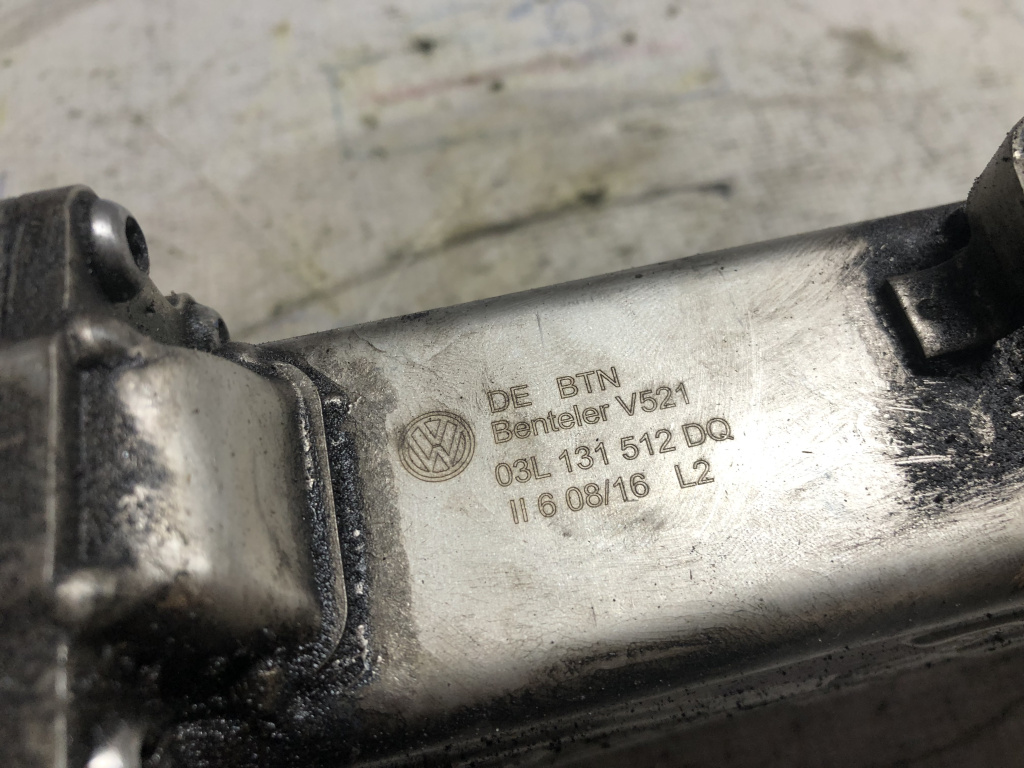 DE BTN
Benteler V521
03L 131 512 DQ
II 6 08/16 L2